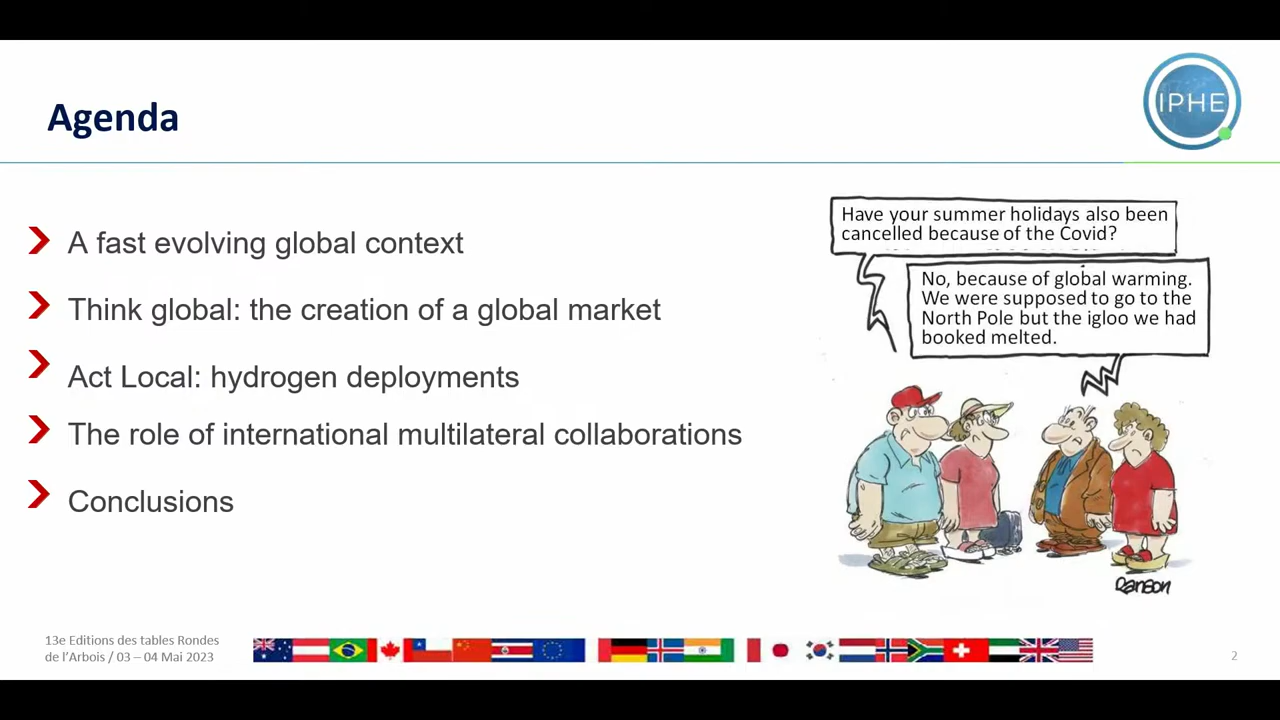 Agenda
IPHE
A fast evolving global context
Think global: the creation of a global market
Act Local: hydrogen deployments
The role of international multilateral collaborations
Conclusions
Have your summer holidays also been
cancelled because of the Covid?
No, because of global warming.
We were supposed to go to the
North Pole but the igloo we had
booked melted.
Ranson
13e Editions des tables Rondes
de l’Arbois / 03 – 04 Mai 2023
2